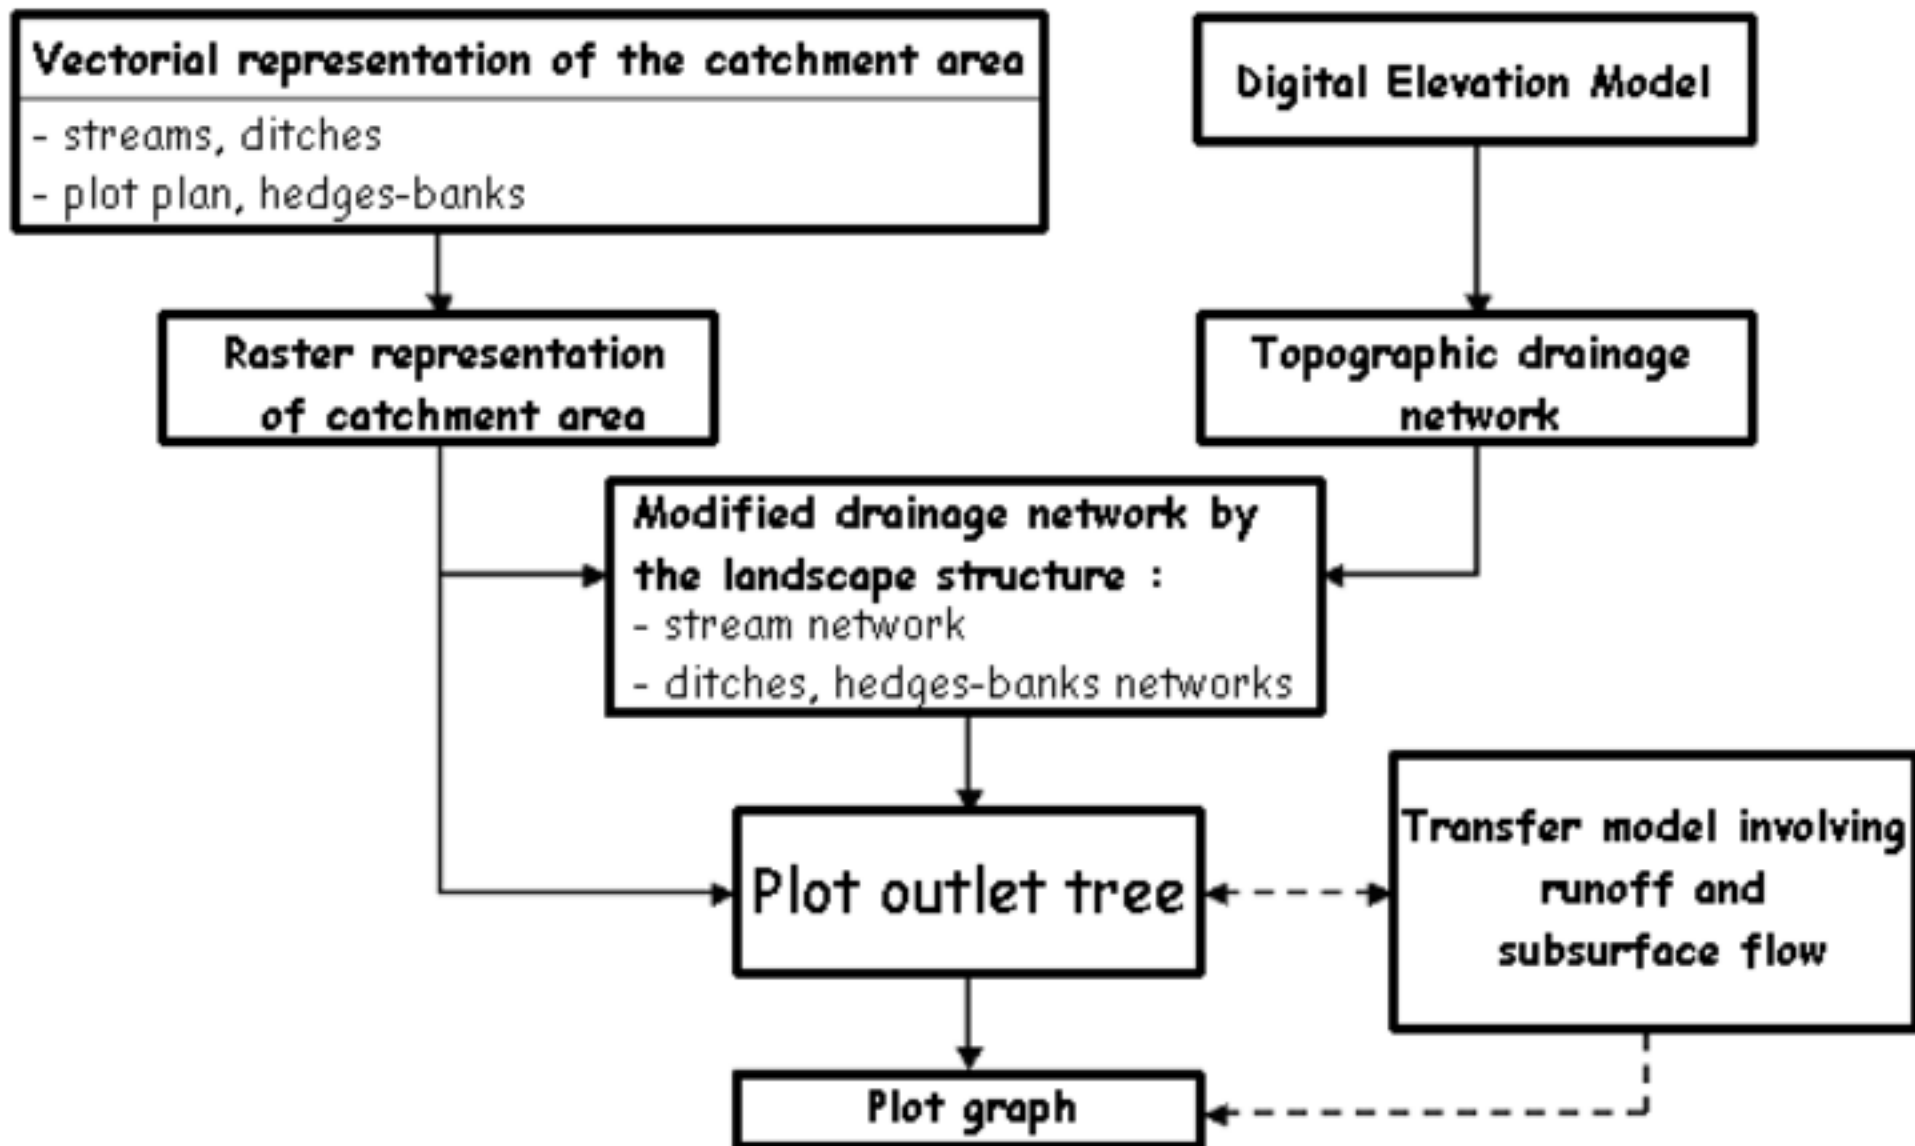 Vectorial representation of the catchment area
- streams, ditches
- plot plan, hedges-banks
Digital Elevation Model
Raster representation
of catchment area
Topographic drainage
network
Modified drainage network by
the landscape structure :
- stream network
- ditches, hedges-banks networks
Plot outlet tree
Transfer model involving
runoff and
subsurface flow
Plot graph